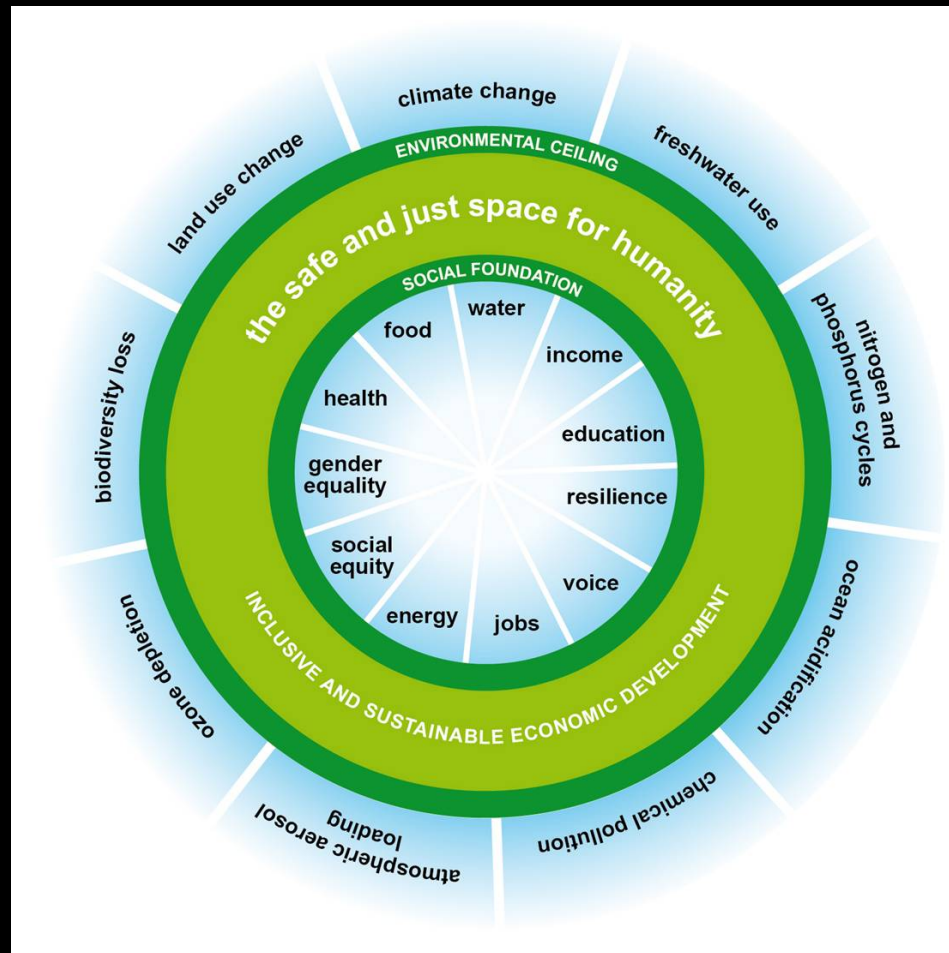 climate change
freshwater use
nitrogen and
phosphorus cycles
ocean acidification
chemical pollution
atmospheric aerosol
loading
ozone depletion
biodiversity loss
land use change
ENVIRONMENTAL CEILING
the safe and just space for humanity
SOCIAL FOUNDATION
water
income
education
resilience
voice
jobs
energy
social
equity
gender
equality
health
food
INCLUSIVE AND SUSTAINABLE ECONOMIC DEVELOPMENT